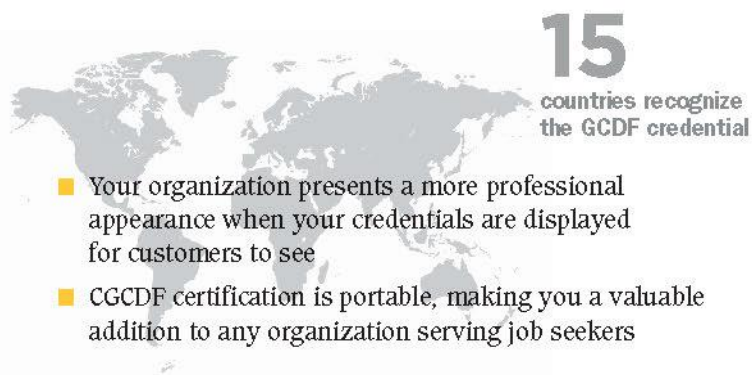 15
countries recognize
the GCDF credential
Your organization presents a more professional
appearance when your credentials are displayed
for customers to see
CGCDF certification is portable, making you a valuable
addition to any organization serving job seekers